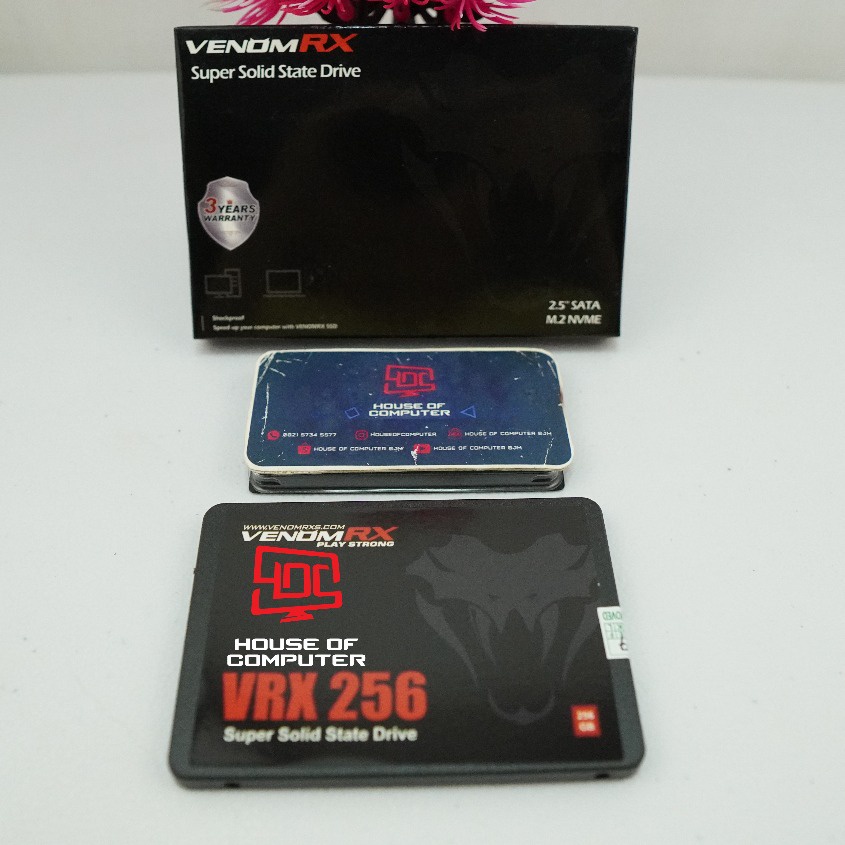 VENOMRX
Super Solid State Drive
3 YEARS
WARRANTY
Shockproof
Speed up your computer with VENOMRX SSD
2.5" SATA
M.2 NVME
HOUSE OF
COMPUTER
0821 5734 5577
HOUSEOFCOMPUTER
HOUSE OF COMPUTER BJM
HOUSE OF COMPUTER BJM
HOUSE OF COMPUTER BJM
WWW.VENOMRXS.COM
VENOMRX
PLAY STRONG
HOUSE OF
COMPUTER
VRX 256
Super Solid State Drive
256
GB